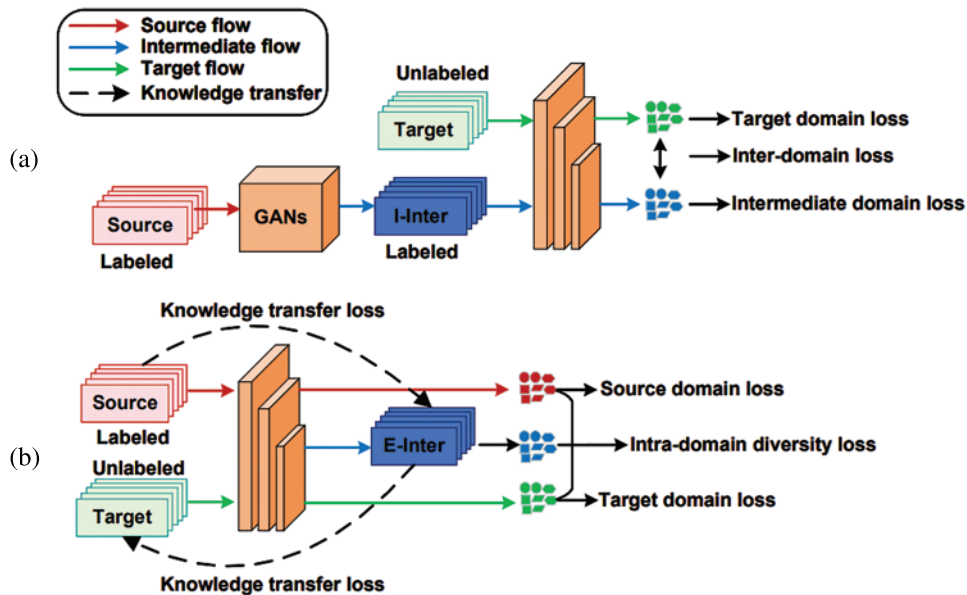 Source flow
Intermediate flow
Target flow
Knowledge transfer
(a)
Unlabeled
Target
Target domain loss
Inter-domain loss
Source
GANs
I-Inter
Intermediate domain loss
Labeled
Labeled
Knowledge transfer loss
(b)
Source
Source domain loss
Labeled
E-Inter
Intra-domain diversity loss
Unlabeled
Target
Target domain loss
Knowledge transfer loss